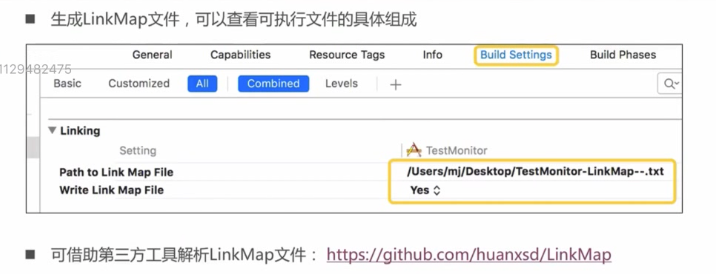 ■ 生成LinkMap文件，可以查看可执行文件的具体组成
General Capabilities Resource Tags Info Build Settings Build Phases
1129482475
Basic Customized All Combined Levels +
▼ Linking
Setting TestMonitor
Path to Link Map File /Users/mj/Desktop/TestMonitor-LinkMap--.txt
Write Link Map File Yes
■ 可借助第三方工具解析LinkMap文件： https://github.com/huanxsd/LinkMap